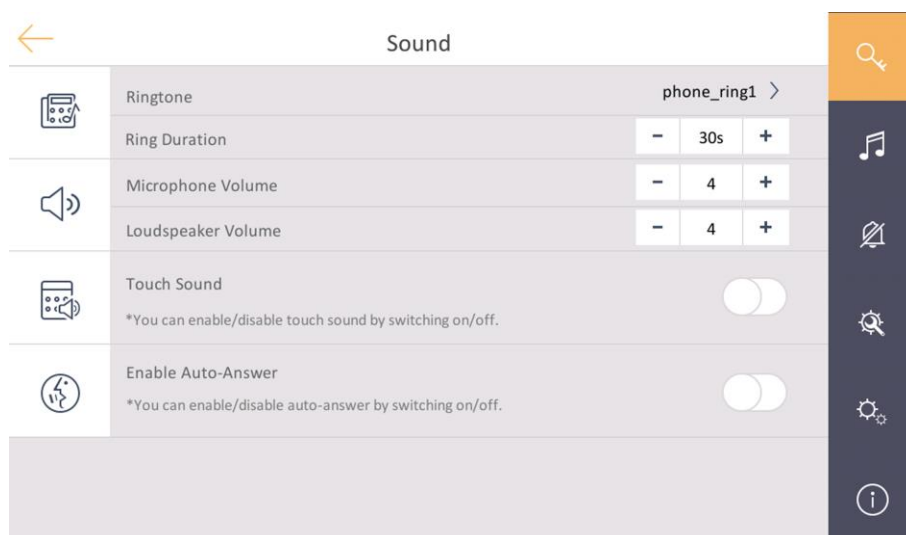 Sound
Ringtone
phone_ring1
Ring Duration
- 30s +
Microphone Volume
- 4 +
Loudspeaker Volume
- 4 +
Touch Sound
*You can enable/disable touch sound by switching on/off.
Enable Auto-Answer
*You can enable/disable auto-answer by switching on/off.